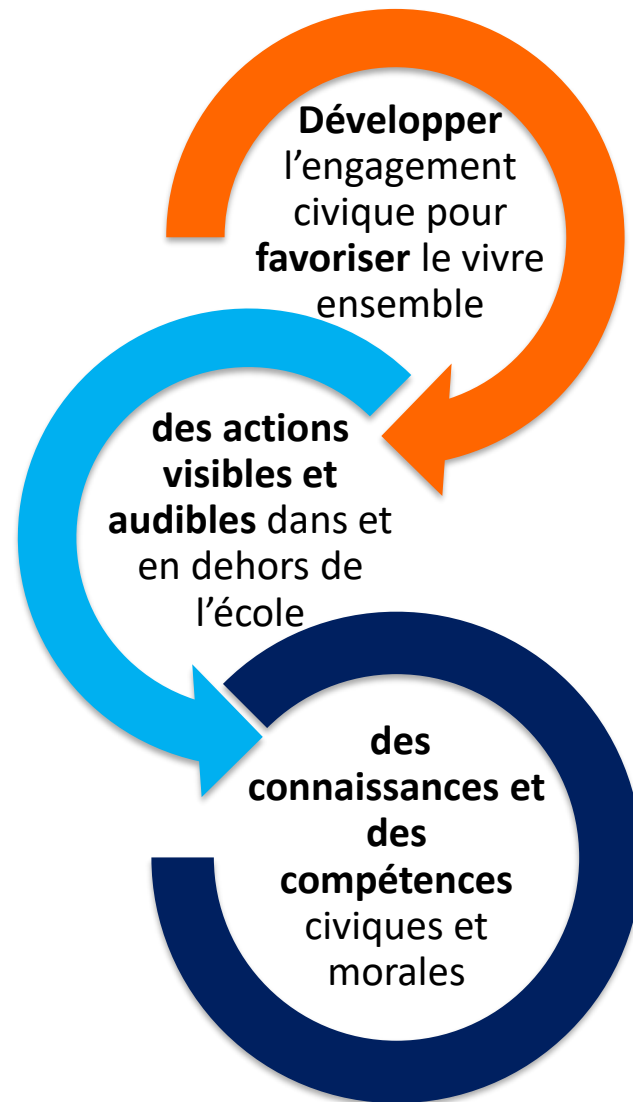 Développer
l’engagement
civique pour
favoriser le vivre
ensemble
des actions
visibles et
audibles dans et
en dehors de
l’école
des
connaissances et
des
compétences
civiques et
morales